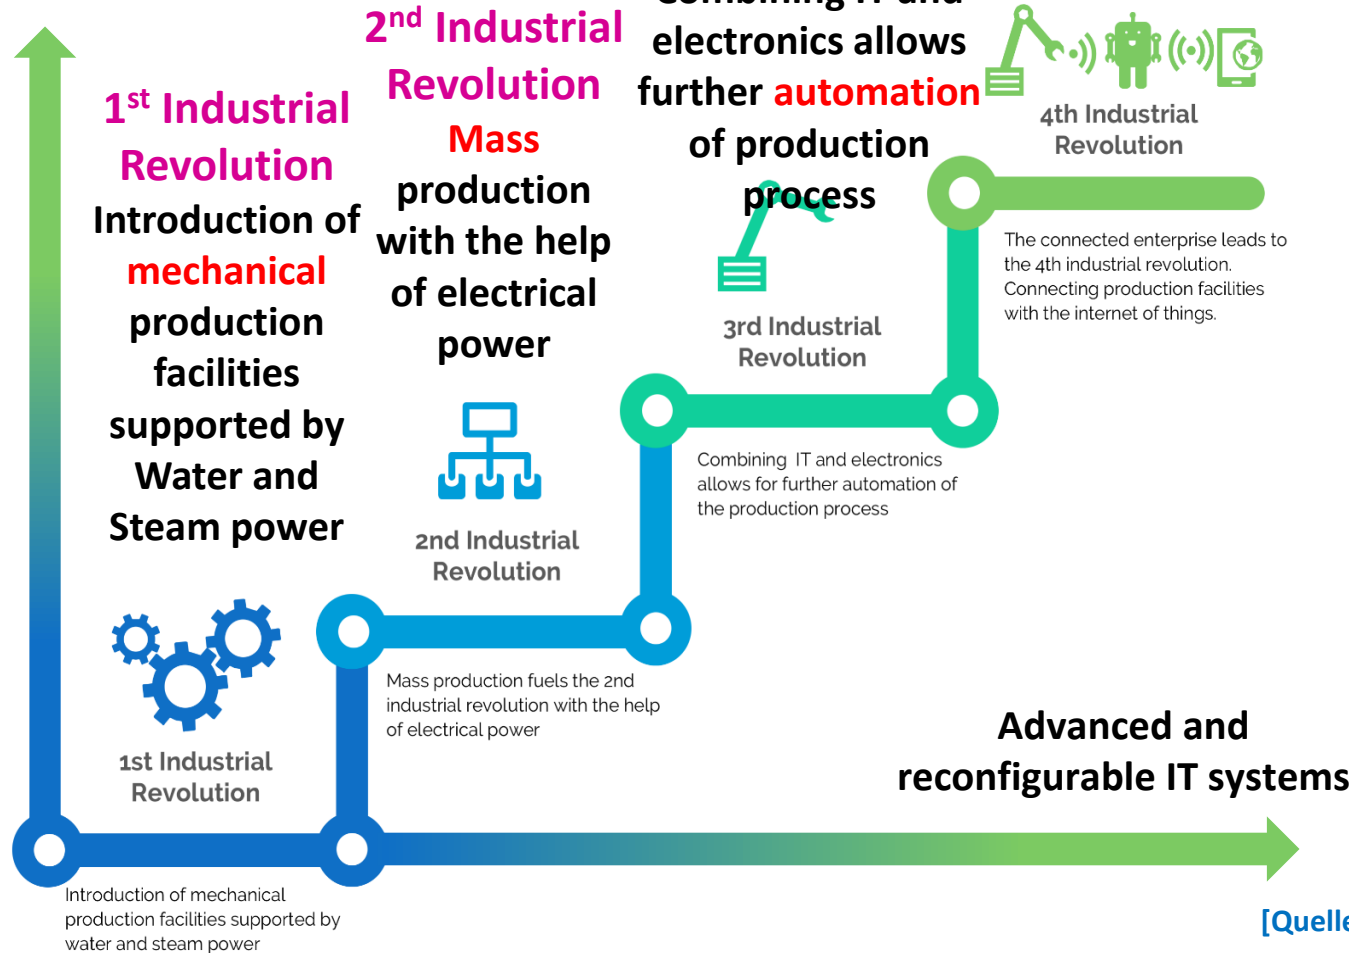 1st Industrial
Revolution
Introduction of
mechanical
production
facilities
supported by
Water and
Steam power
2nd Industrial
Revolution
Mass
production
with the help
of electrical
power
Combining IT and
electronics allows
further automation
of production
process
4th Industrial
Revolution
The connected enterprise leads to
the 4th industrial revolution.
Connecting production facilities
with the internet of things.
3rd Industrial
Revolution
Combining IT and electronics
allows for further automation of
the production process
2nd Industrial
Revolution
Mass production fuels the 2nd
industrial revolution with the help
of electrical power
1st Industrial
Revolution
Introduction of mechanical
production facilities supported by
water and steam power
Advanced and
reconfigurable IT systems
[Quelle